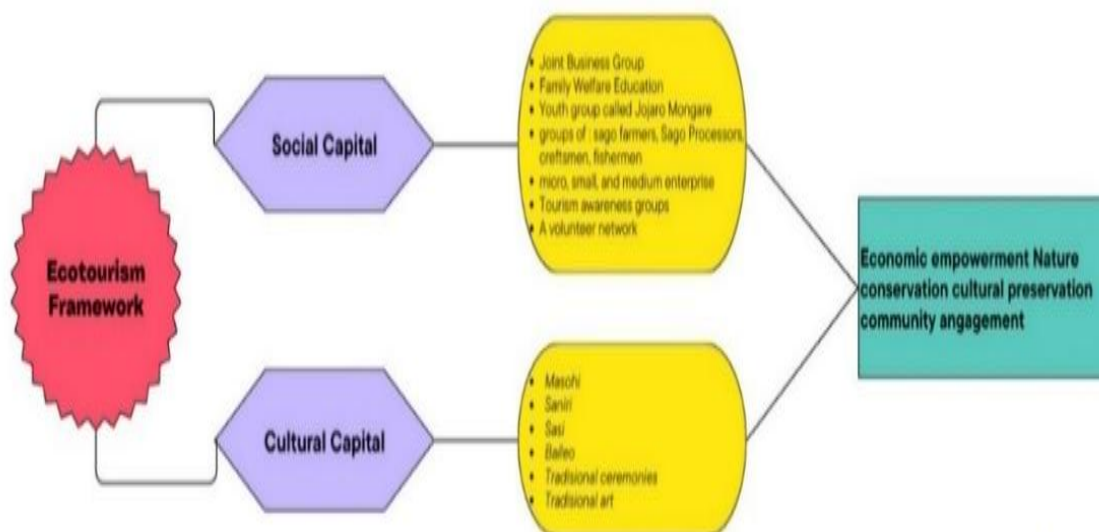 Ecotourism
Framework
Social Capital
• Joint Business Group
• Family Welfare Education
• Youth group called Jojaro Mongare
• groups of : sago farmers, Sago Processors,
creftsmen, fishermen
• micro, small, and medium enterprise
• Tourism awareness groups
• A volunteer network
Cultural Capital
• Masohi
• Saniri
• Sasi
• Baileo
• Tradisional ceremonies
• Tradisional art
Economic empowerment Nature
conservation cultural preservation
community angagement